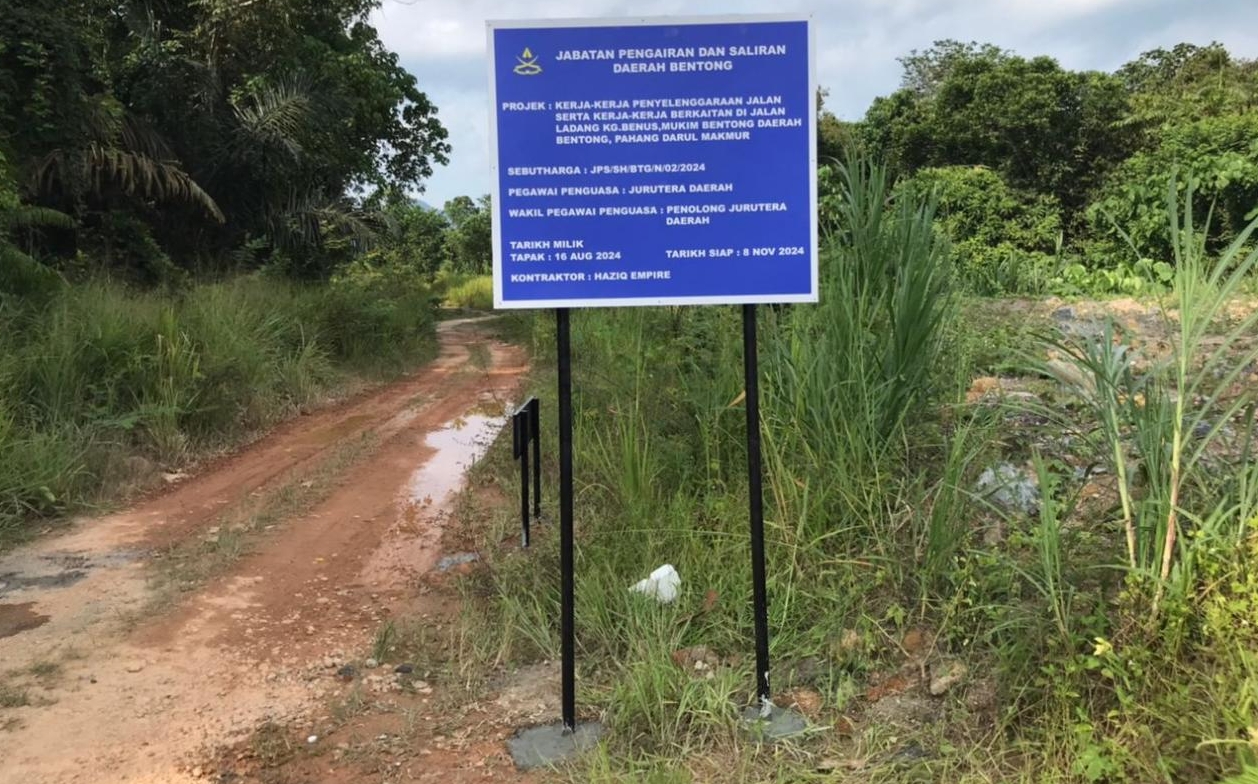 JABATAN PENGAIRAN DAN SALIRAN
DAERAH BENTONG
PROJEK : KERJA-KERJA PENYELENGGARAAN JALAN
SERTA KERJA-KERJA BERKAITAN DI JALAN
LADANG KG.BENUS,MUKIM BENTONG DAERAH
BENTONG, PAHANG DARUL MAKMUR
SEBUTHARGA : JPS/SH/BTG/N/02/2024
PEGAWAI PENGUASA : JURUTERA DAERAH
WAKIL PEGAWAI PENGUASA : PENOLONG JURUTERA
DAERAH
TARIKH MILIK
TAPAK : 16 AUG 2024 TARIKH SIAP : 8 NOV 2024
KONTRAKTOR : HAZIQ EMPIRE